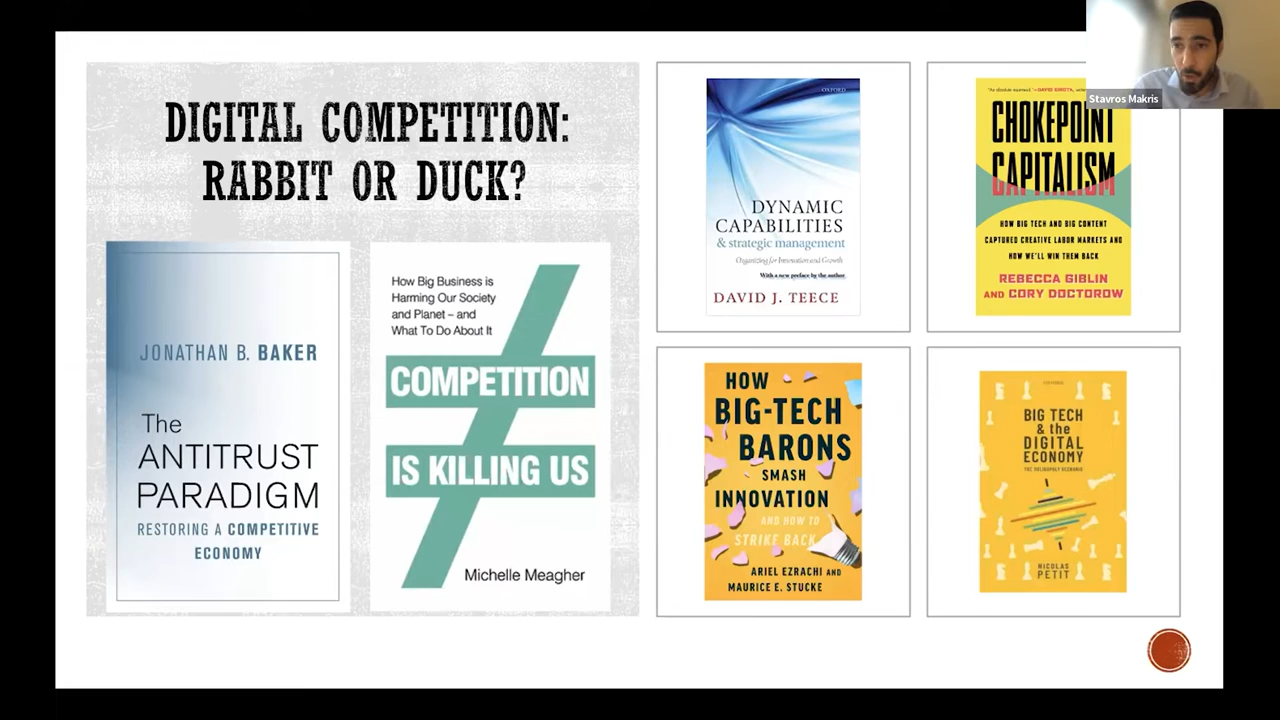 DIGITAL COMPETITION:
RABBIT OR DUCK?
JONATHAN B. BAKER
The
ANTITRUST
PARADIGM
RESTORING A COMPETITIVE
ECONOMY
How Big Business is
Harming Our Society
and Planet – and
What To Do About It
COMPETITION
IS KILLING US
Michelle Meagher
OXFORD
DYNAMIC
CAPABILITIES
& strategic management
Organizing for Innovation and Growth
With a new preface by the author
DAVID J. TEECE
Stavros Makris
CHOKEPOINT
CAPITALISM
HOW BIG TECH AND BIG CONTENT
CAPTURED CREATIVE LABOR MARKETS AND
HOW WE'LL WIN THEM BACK
REBECCA GIBLIN
AND CORY DOCTOROW
HOW
BIG-TECH
BARONS
SMASH
INNOVATION
AND HOW TO
STRIKE BACK
ARIEL EZRACHI AND
MAURICE E. STUCKE
BIG TECH
& the
DIGITAL
ECONOMY
THE MOLIGOPOLY SCENARIO
NICOLAS
PETIT